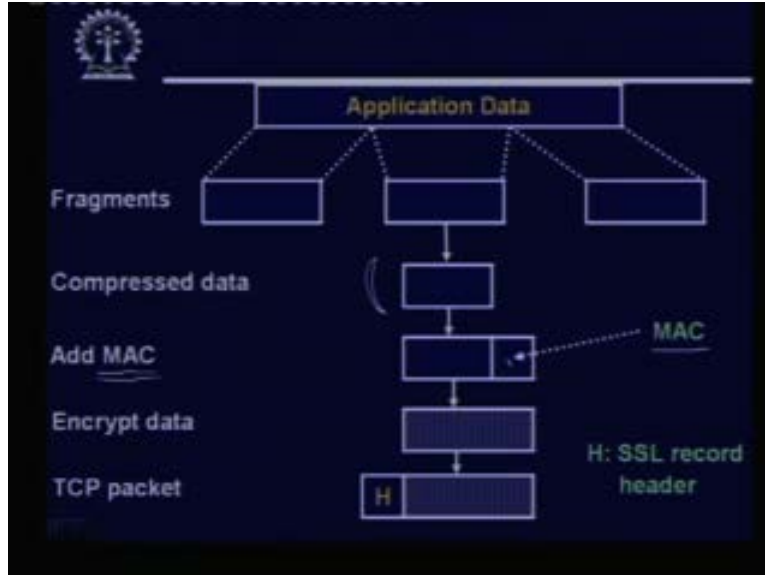 Application Data
Fragments
Compressed data
Add MAC
MAC
Encrypt data
H: SSL record
header
TCP packet
H